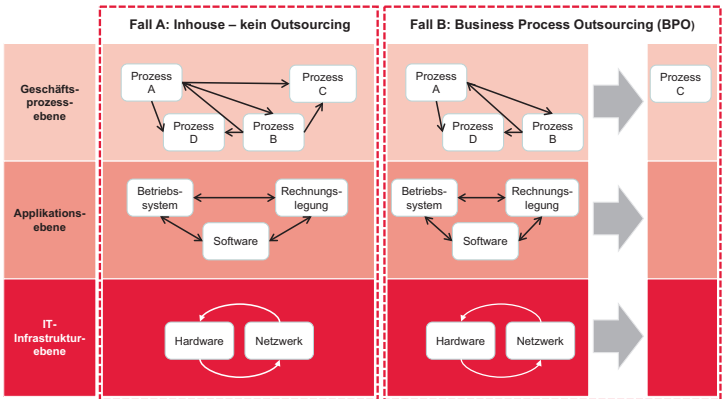 Fall A: Inhouse – kein Outsourcing
Fall B: Business Process Outsourcing (BPO)
Geschäfts-
prozess-
ebene
Prozess
A
Prozess
C
Prozess
D
Prozess
B
Prozess
A
Prozess
D
Prozess
B
Prozess
C
Applikations-
ebene
Betriebs-
system
Rechnungs-
legung
Software
Betriebs-
system
Rechnungs-
legung
Software
IT-
Infrastruktur-
ebene
Hardware
Netzwerk
Hardware
Netzwerk